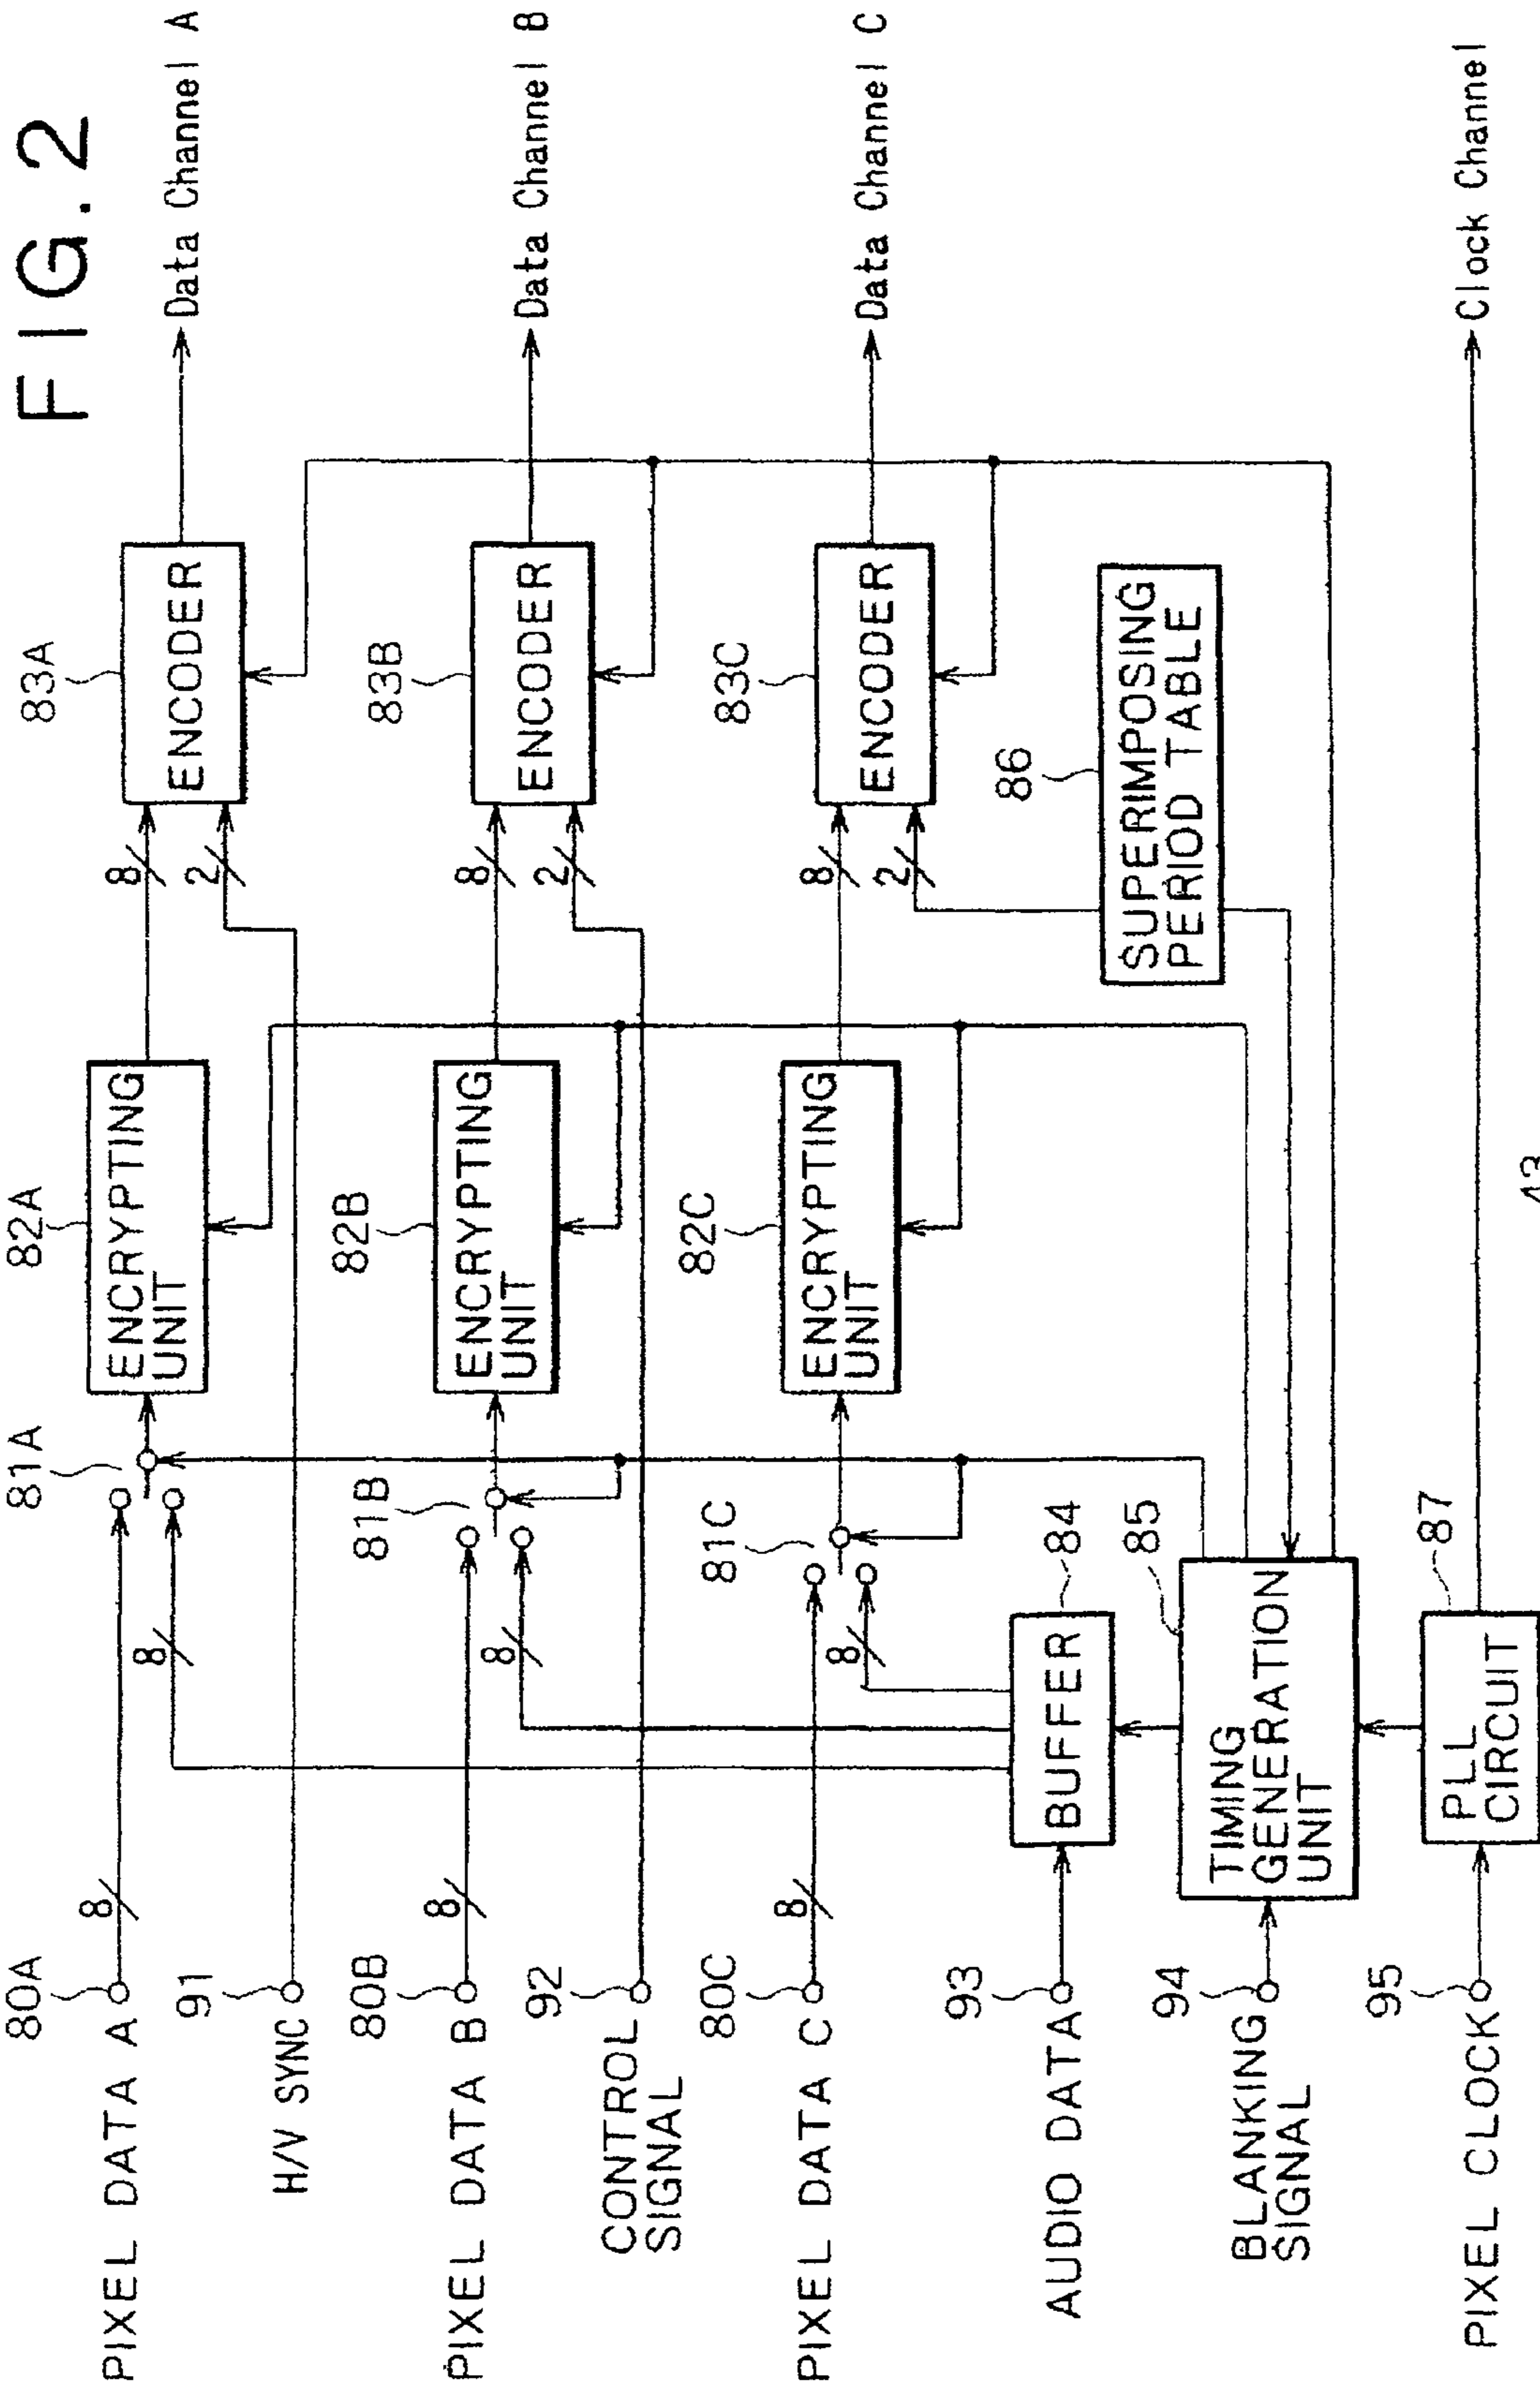 FIG. 2
80A
PIXEL DATA A
8
81A
8
82A
ENCRYPTING
UNIT
8
2
83A
ENCODER
Data Channel A
91
H/V SYNC
80B
PIXEL DATA B
8
81B
8
82B
ENCRYPTING
UNIT
8
2
83B
ENCODER
Data Channel B
92
CONTROL
SIGNAL
80C
PIXEL DATA C
8
81C
8
82C
ENCRYPTING
UNIT
8
2
83C
ENCODER
Data Channel C
93
AUDIO DATA
BUFFER
84
86
SUPERIMPOSING
PERIOD TABLE
94
BLANKING
SIGNAL
85
TIMING
GENERATION
UNIT
95
PIXEL CLOCK
PLL
CIRCUIT
87
Clock Channel